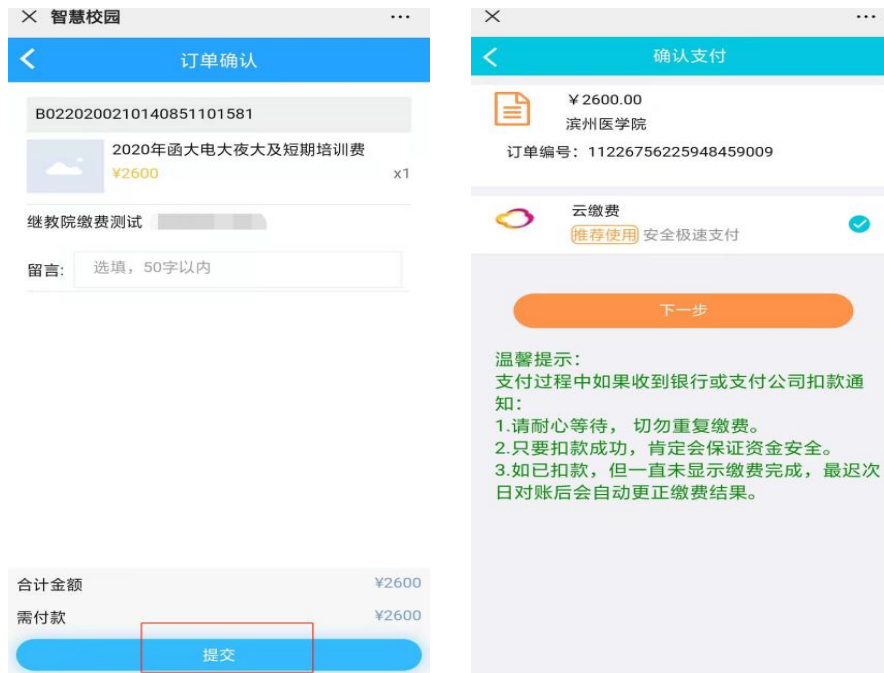 智慧校园
订单确认
B0220200210140851101581
2020年函大电大夜大及短期培训费
¥2600 x1
继教院缴费测试
留言: 选填，50字以内
合计金额 ¥2600
需付款 ¥2600
提交
确认支付
¥2600.00
滨州医学院
订单编号：11226756225948459009
云缴费
推荐使用 安全极速支付
下一步
温馨提示：
支付过程中如果收到银行或支付公司扣款通
知：
1.请耐心等待， 切勿重复缴费。
2.只要扣款成功，肯定会保证资金安全。
3.如已扣款，但一直未显示缴费完成，最迟次
日对账后会自动更正缴费结果。